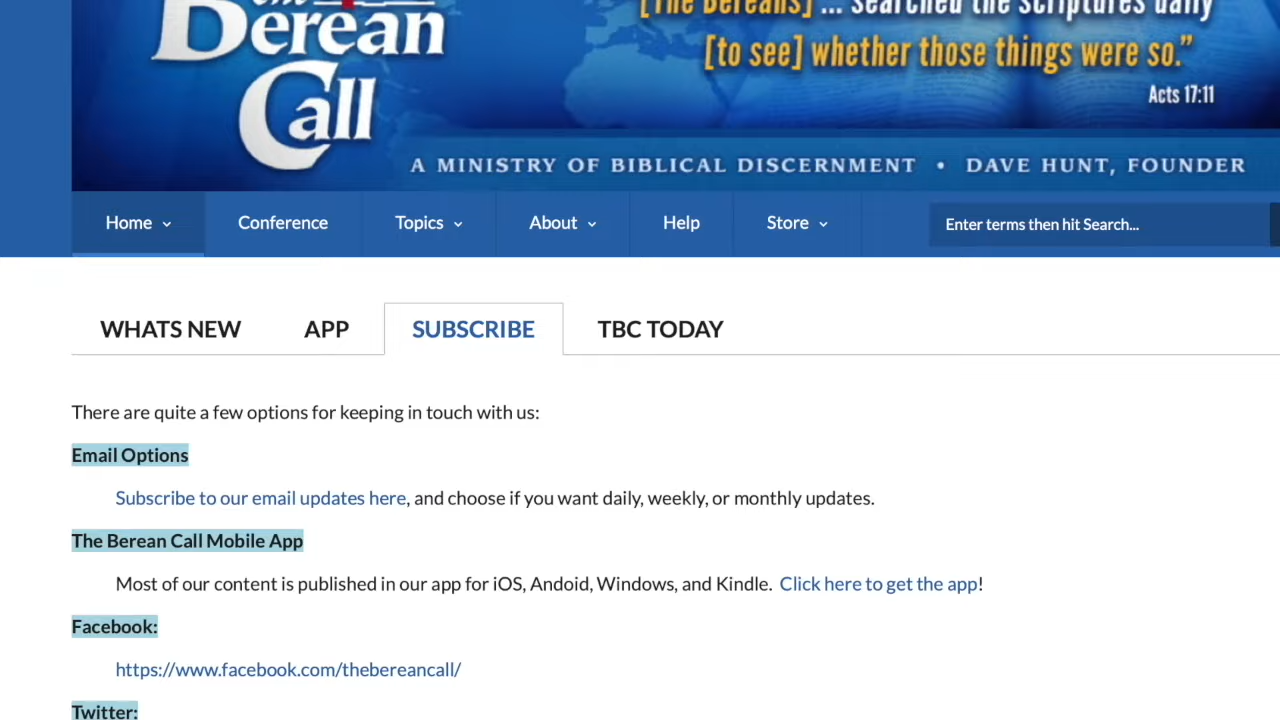 the
[The Bereans] ... searched the scriptures daily
Berean
[to see] whether those things were so.”
Call
Acts 17:11
A MINISTRY OF BIBLICAL DISCERNMENT • DAVE HUNT, FOUNDER
Home Conference Topics About Help Store Enter terms then hit Search...
WHATS NEW APP SUBSCRIBE TBC TODAY
There are quite a few options for keeping in touch with us:
Email Options
Subscribe to our email updates here, and choose if you want daily, weekly, or monthly updates.
The Berean Call Mobile App
Most of our content is published in our app for iOS, Andoid, Windows, and Kindle. Click here to get the app!
Facebook:
https://www.facebook.com/thebereancall/
Twitter: